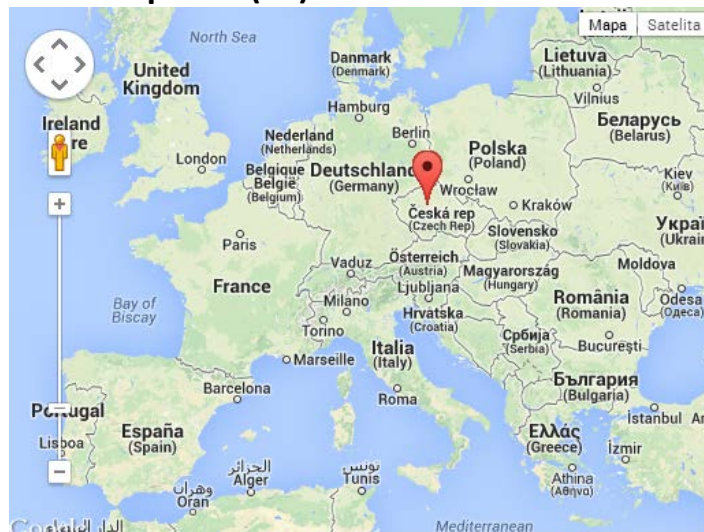 North Sea
Mapa
Satelita
United
Kingdom
Danmark
(Denmark)
Lietuva
(Lithuania)
Vilnius
Hamburg
Беларусь
(Belarus)
Ireland
Nederland
(Netherlands)
Berlin
Polska
(Poland)
London
Belgique
België
(Belgium)
Deutschland
(Germany)
Wrocław
Kiev
(Київ)
Kraków
Česká rep
(Czech Rep)
Slovensko
(Slovakia)
Paris
Österreich
(Austria)
Vaduz
Magyarország
(Hungary)
Moldova
France
Ljubljana
Bay of
Biscay
Milano
Hrvatska
(Croatia)
România
(Romania)
Odesa
(Одеса)
Torino
Србија
(Serbia)
București
Marseille
Italia
(Italy)
България
(Bulgaria)
Barcelona
Roma
Portugal
İstanbul
España
(Spain)
Ελλάς
(Greece)
İzmir
Lisboa
الجزائر
Alger
تونس
Tunis
Athina
(Αθήνα)
وهران
Oran
الدار البيضاء
Mediterranean